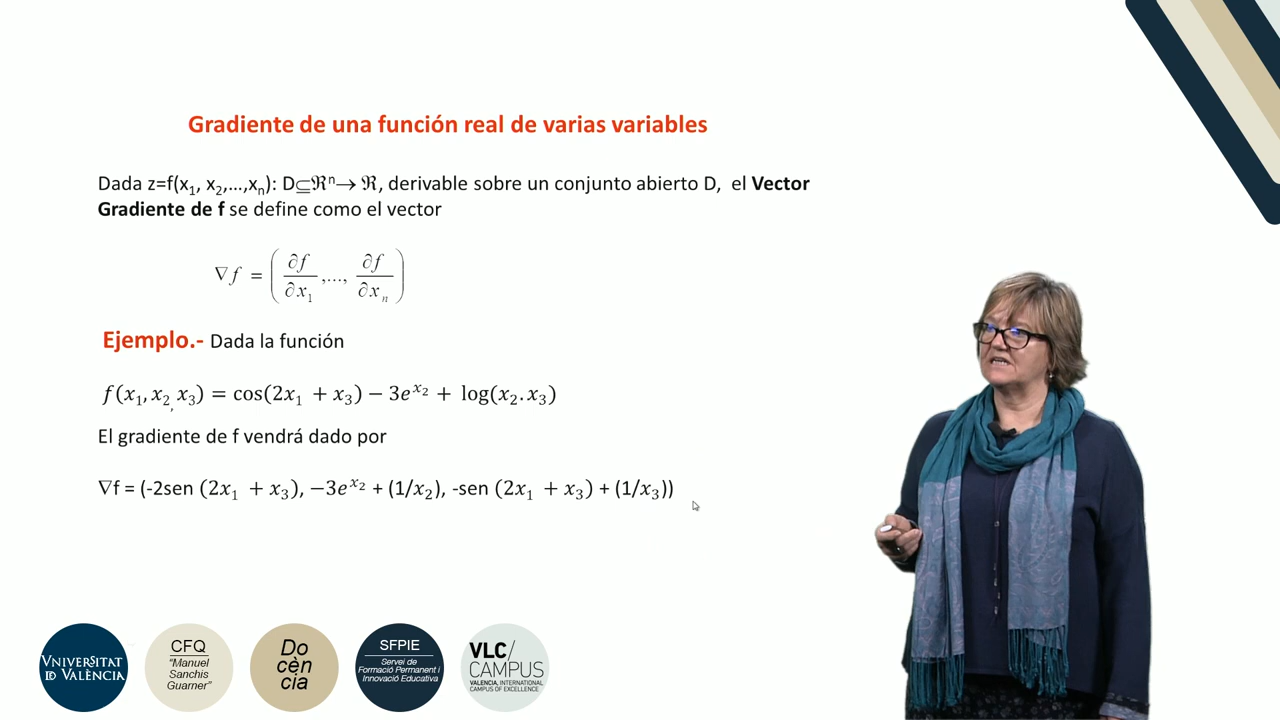 Gradiente de una función real de varias variables
Dada z=f(x₁, x₂,...,xₙ): D⊆ℜⁿ→ ℜ, derivable sobre un conjunto abierto D, el Vector
Gradiente de f se define como el vector
∇f = (∂f/∂x₁ ,..., ∂f/∂xₙ)
Ejemplo.- Dada la función
f(x₁, x₂, x₃) = cos(2x₁ + x₃) − 3e^x₂ + log(x₂. x₃)
El gradiente de f vendrá dado por
∇f = (-2sen (2x₁ + x₃), −3e^x₂ + (1/x₂), -sen (2x₁ + x₃) + (1/x₃))
VNIVERSITAT
ID VALÈNCIA
CFQ
"Manuel
Sanchis
Guarner"
Do
cèn
cia
SFPIE
Servei de
Formació Permanent i
Innovació Educativa
VLC/
CAMPUS
VALENCIA, INTERNATIONAL
CAMPUS OF EXCELLENCE